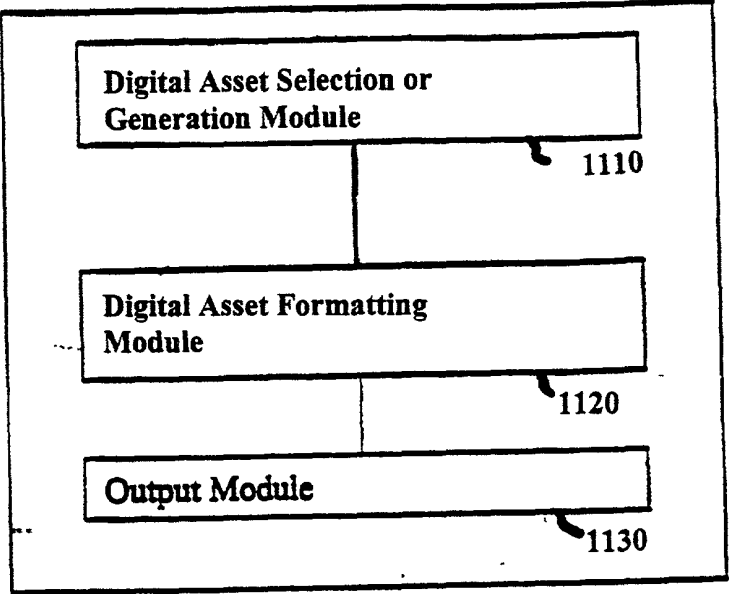 Digital Asset Selection or
Generation Module
1110
Digital Asset Formatting
Module
1120
Output Module
1130